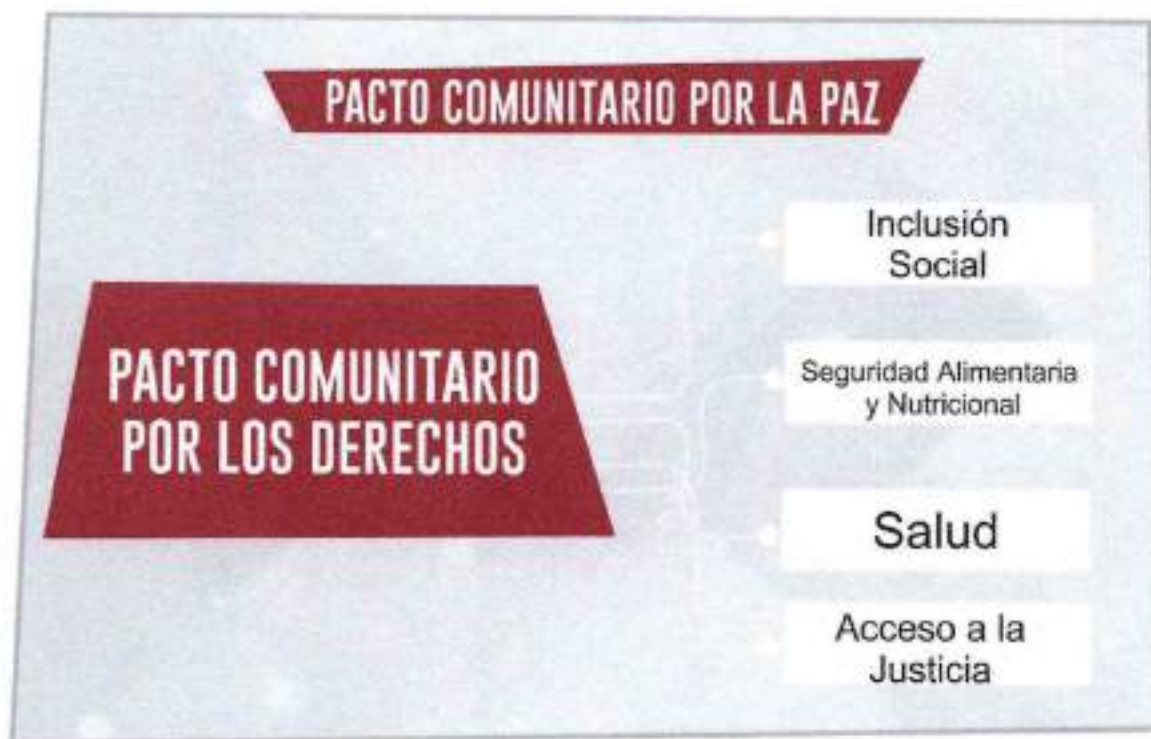 PACTO COMUNITARIO POR LA PAZ
PACTO COMUNITARIO
POR LOS DERECHOS
Inclusión
Social
Seguridad Alimentaria
y Nutricional
Salud
Acceso a la
Justicia